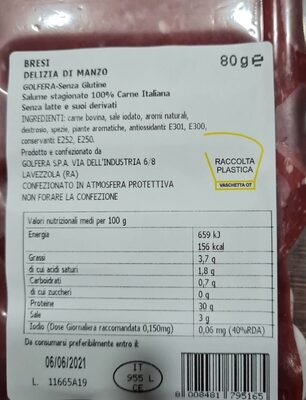 BRESI
80g℮
DELIZIA DI MANZO
GOLFERA-Senza Glutine
Salume stagionato 100% Carne Italiana
Senza latte e suoi derivati
INGREDIENTI: carne bovina, sale iodato, aromi naturali,
destrosio, spezie, piante aromatiche, antiossidanti: E301, E300,
conservanti: E252, E250.
Prodotto e confezionato da
GOLFERA S.P.A. VIA DELL'INDUSTRIA 6/8
LAVEZZOLA (RA)
CONFEZIONATO IN ATMOSFERA PROTETTIVA
NON FORARE LA CONFEZIONE
RACCOLTA
PLASTICA
VASCHETTA 07
Valori nutrizionali medi per 100 g
Energia 659 kJ
156 kcal
Grassi 3,7 g
di cui acidi saturi 1,8 g
Carboidrati 0,7 g
di cui zuccheri 0 g
Proteine 30 g
Sale 3 g
Iodio (Dose Giornaliera raccomandata 0,150mg) 0,06 mg (40%RDA)
Da consumarsi preferibilmente entro il:
06/06/2021
L. 11665A19
IT
955 L
CE
8 008481 795165